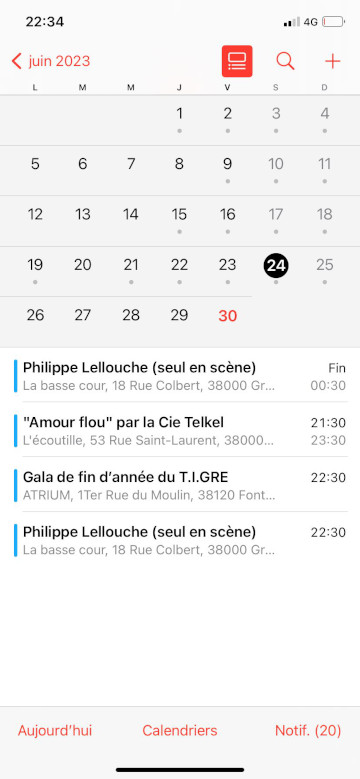 22:34 4G
juin 2023
L M M J V S D
1 2 3 4
5 6 7 8 9 10 11
12 13 14 15 16 17 18
19 20 21 22 23 24 25
26 27 28 29 30
Philippe Lellouche (seul en scène) Fin
La basse cour, 18 Rue Colbert, 38000 Gr... 00:30
"Amour flou" par la Cie Telkel 21:30
L'écoutille, 53 Rue Saint-Laurent, 38000... 23:30
Gala de fin d’année du T.I.GRE 22:30
ATRIUM, 1Ter Rue du Moulin, 38120 Font...
Philippe Lellouche (seul en scène) 22:30
La basse cour, 18 Rue Colbert, 38000 Gr...
Aujourd’hui Calendriers Notif. (20)